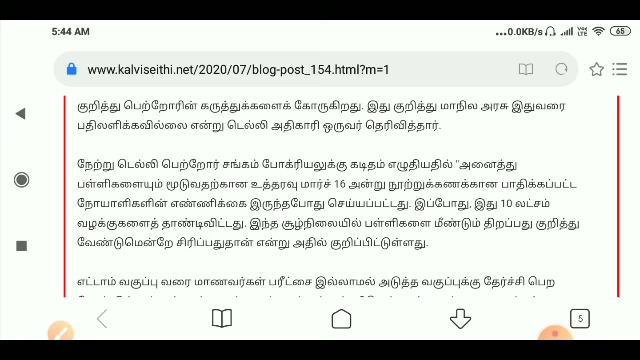 5:44 AM
...0.0KB/s
65
www.kalviseithi.net/2020/07/blog-post_154.html?m=1
குறித்து பெற்றோரின் கருத்துக்களைக் கோருகிறது. இது குறித்து மாநில அரசு இதுவரை
பதிலளிக்கவில்லை என்று டெல்லி அதிகாரி ஒருவர் தெரிவித்தார்.
நேற்று டெல்லி பெற்றோர் சங்கம் போக்ரியலுக்கு கடிதம் எழுதியதில் "அனைத்து
பள்ளிகளையும் மூடுவதற்கான உத்தரவு மார்ச் 16 அன்று நூற்றுக்கணக்கான பாதிக்கப்பட்ட
நோயாளிகளின் எண்ணிக்கை இருந்தபோது செய்யப்பட்டது. இப்போது, இது 10 லட்சம்
வழக்குகளைத் தாண்டிவிட்டது. இந்த சூழ்நிலையில் பள்ளிகளை மீண்டும் திறப்பது குறித்து
வேண்டுமென்றே சிரிப்பதுதான் என்று அதில் குறிப்பிட்டுள்ளது.
எட்டாம் வகுப்பு வரை மாணவர்கள் பரீட்சை இல்லாமல் அடுத்த வகுப்புக்கு தேர்ச்சி பெற
5